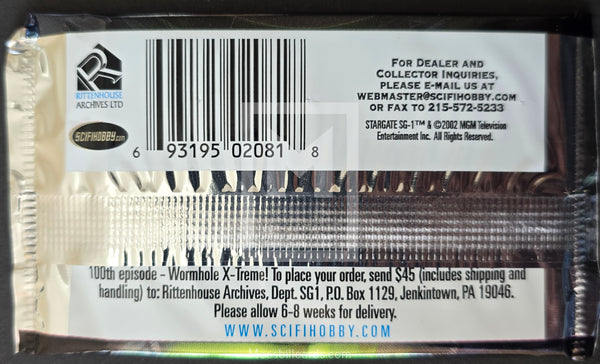 RITTENHOUSE
ARCHIVES LTD
SCIFIHOBBY.com
6 93195 02081 8
FOR DEALER AND
COLLECTOR INQUIRIES,
PLEASE E-MAIL US AT
WEBMASTER@SCIFIHOBBY.COM
OR FAX TO 215-572-5233
STARGATE SG-1™ & ©2002 MGM Television
Entertainment Inc. All Rights Reserved.
100th episode - Wormhole X-Treme! To place your order, send $45 (includes shipping and
handling) to: Rittenhouse Archives, Dept. SG1, P.O. Box 1129, Jenkintown, PA 19046.
Please allow 6-8 weeks for delivery.
WWW.SCIFIHOBBY.COM